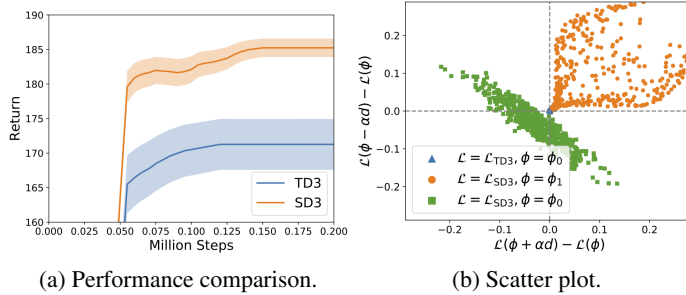 190
185
180
175
170
165
160
Return
0.000 0.025 0.050 0.075 0.100 0.125 0.150 0.175 0.200
Million Steps
TD3
SD3
(a) Performance comparison.
0.2
0.1
0.0
−0.1
−0.2
ℒ(ϕ − αd) − ℒ(ϕ)
−0.2 −0.1 0.0 0.1 0.2
ℒ(ϕ + αd) − ℒ(ϕ)
ℒ = ℒTD3, ϕ = ϕ0
ℒ = ℒSD3, ϕ = ϕ1
ℒ = ℒSD3, ϕ = ϕ0
(b) Scatter plot.